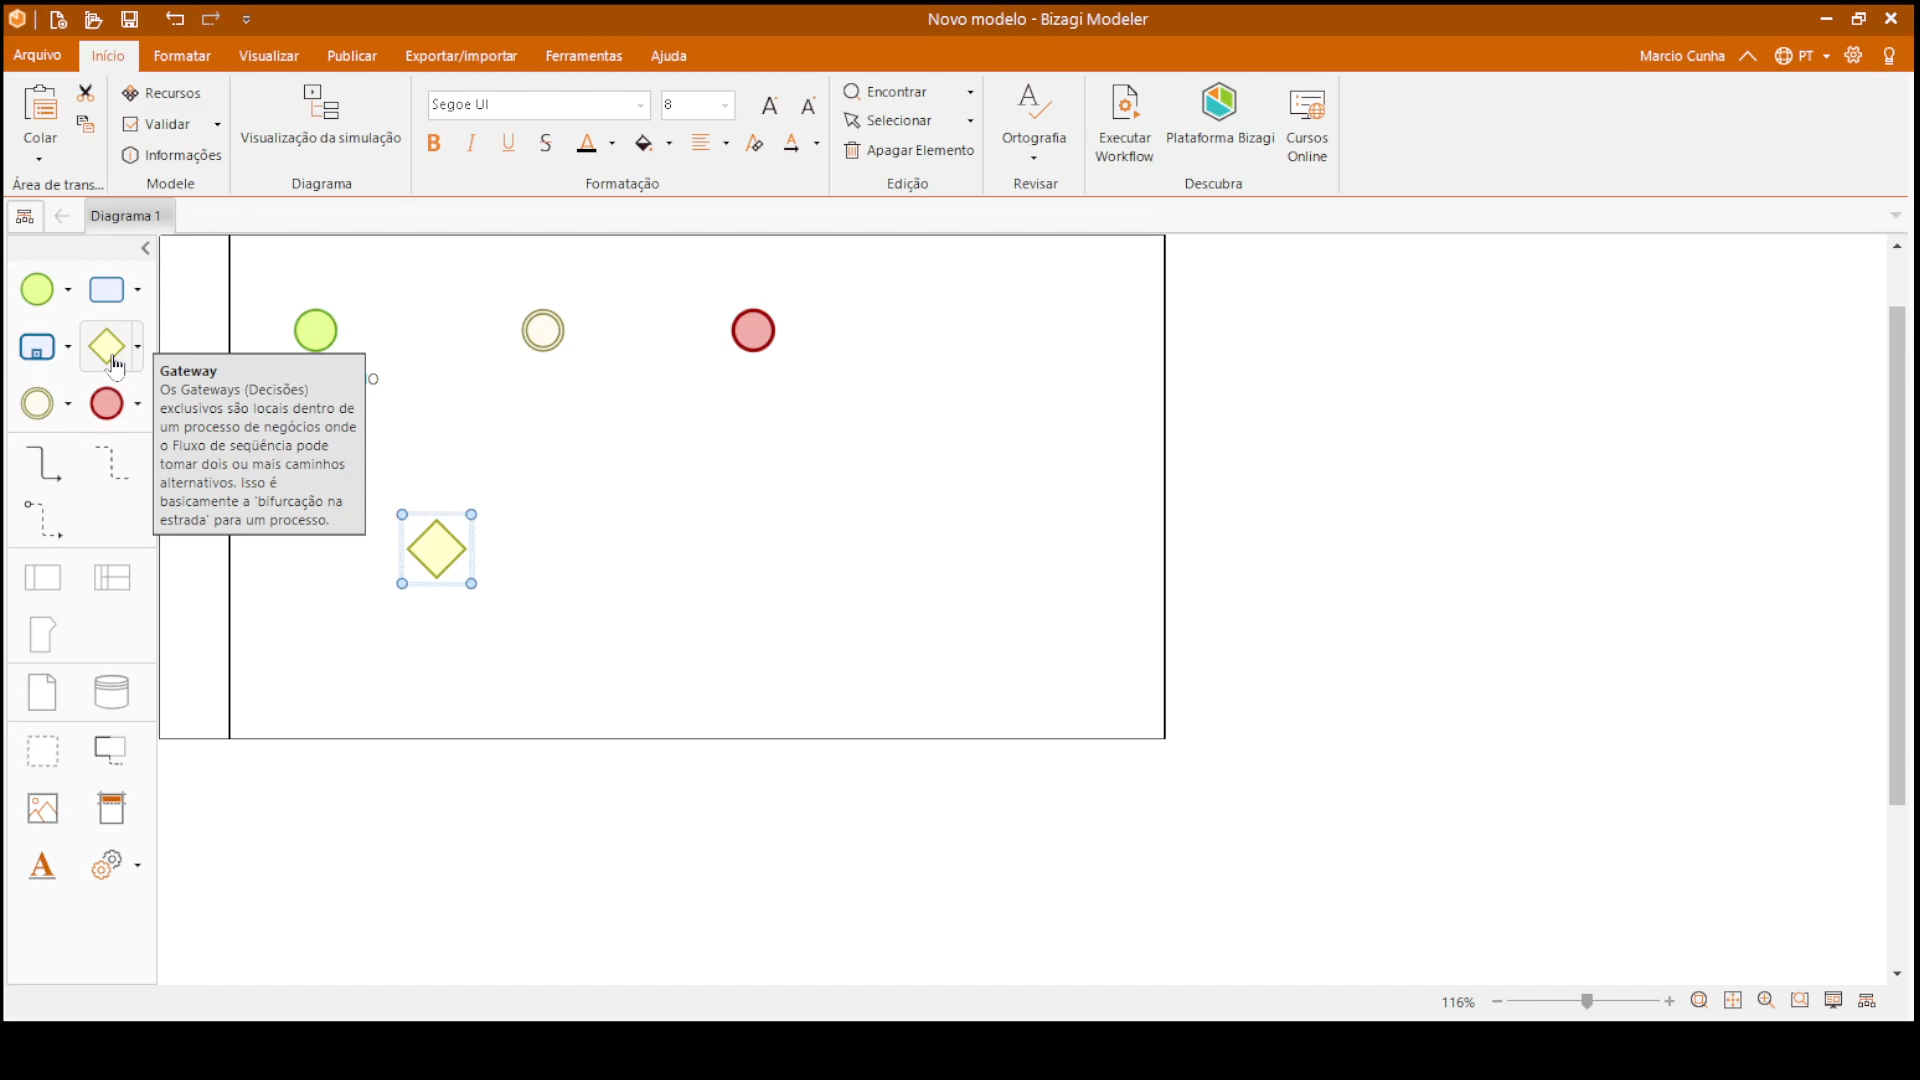 Novo modelo - Bizagi Modeler
Arquivo Início Formatar Visualizar Publicar Exportar/importar Ferramentas Ajuda Marcio Cunha PT
Colar
Área de trans...
Recursos
Validar
Informações
Modele
Visualização da simulação
Diagrama
Segoe UI 8
Formatação
Encontrar
Selecionar
Apagar Elemento
Edição
Ortografia
Revisar
Executar
Workflow
Plataforma Bizagi
Cursos
Online
Descubra
Diagrama 1
Gateway
Os Gateways (Decisões)
exclusivos são locais dentro de
um processo de negócios onde
o Fluxo de seqüência pode
tomar dois ou mais caminhos
alternativos. Isso é
basicamente a 'bifurcação na
estrada' para um processo.
116%